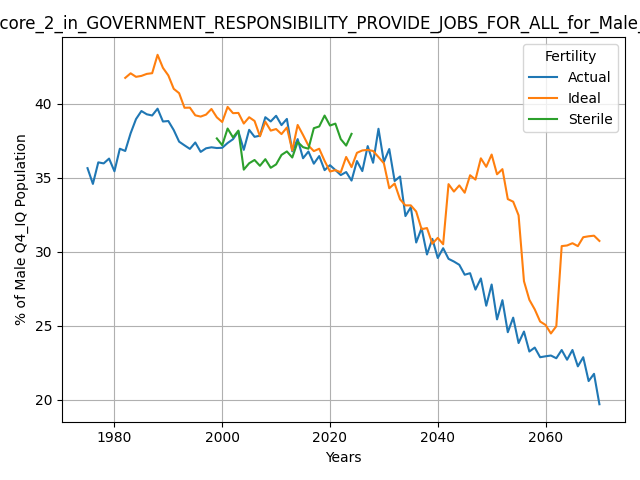 core_2_in_GOVERNMENT_RESPONSIBILITY_PROVIDE_JOBS_FOR_ALL_for_Male_
Fertility
Actual
Ideal
Sterile
% of Male Q4_IQ Population
40
35
30
25
20
1980
2000
2020
2040
2060
Years